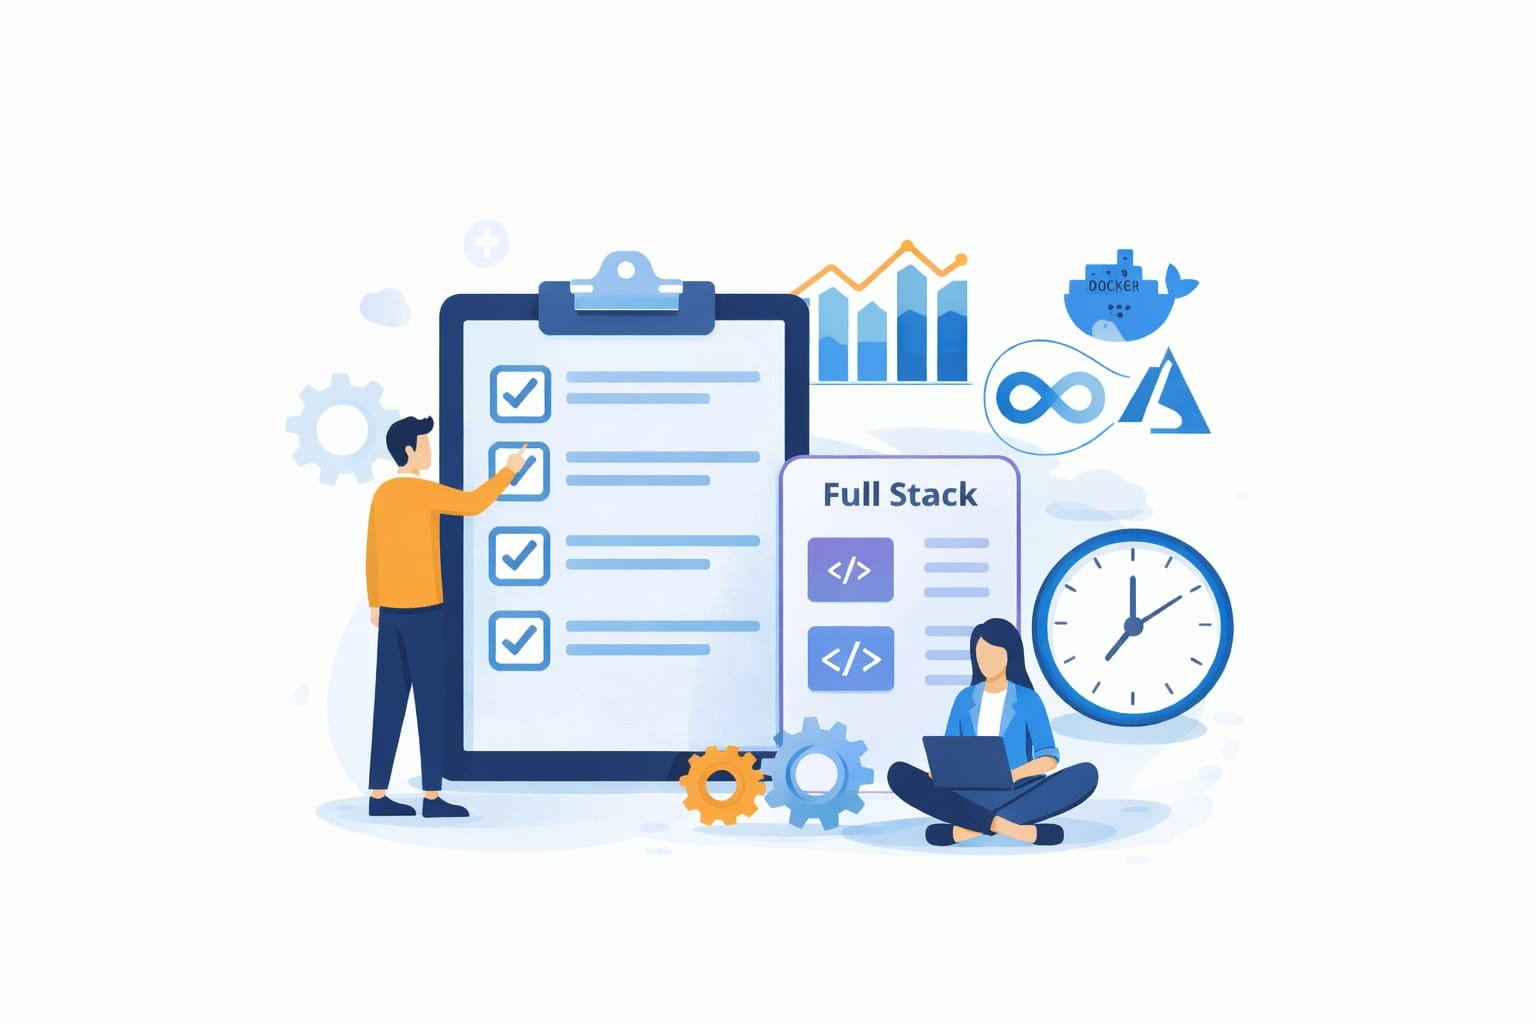 DOCKER
Full Stack
</>
</>